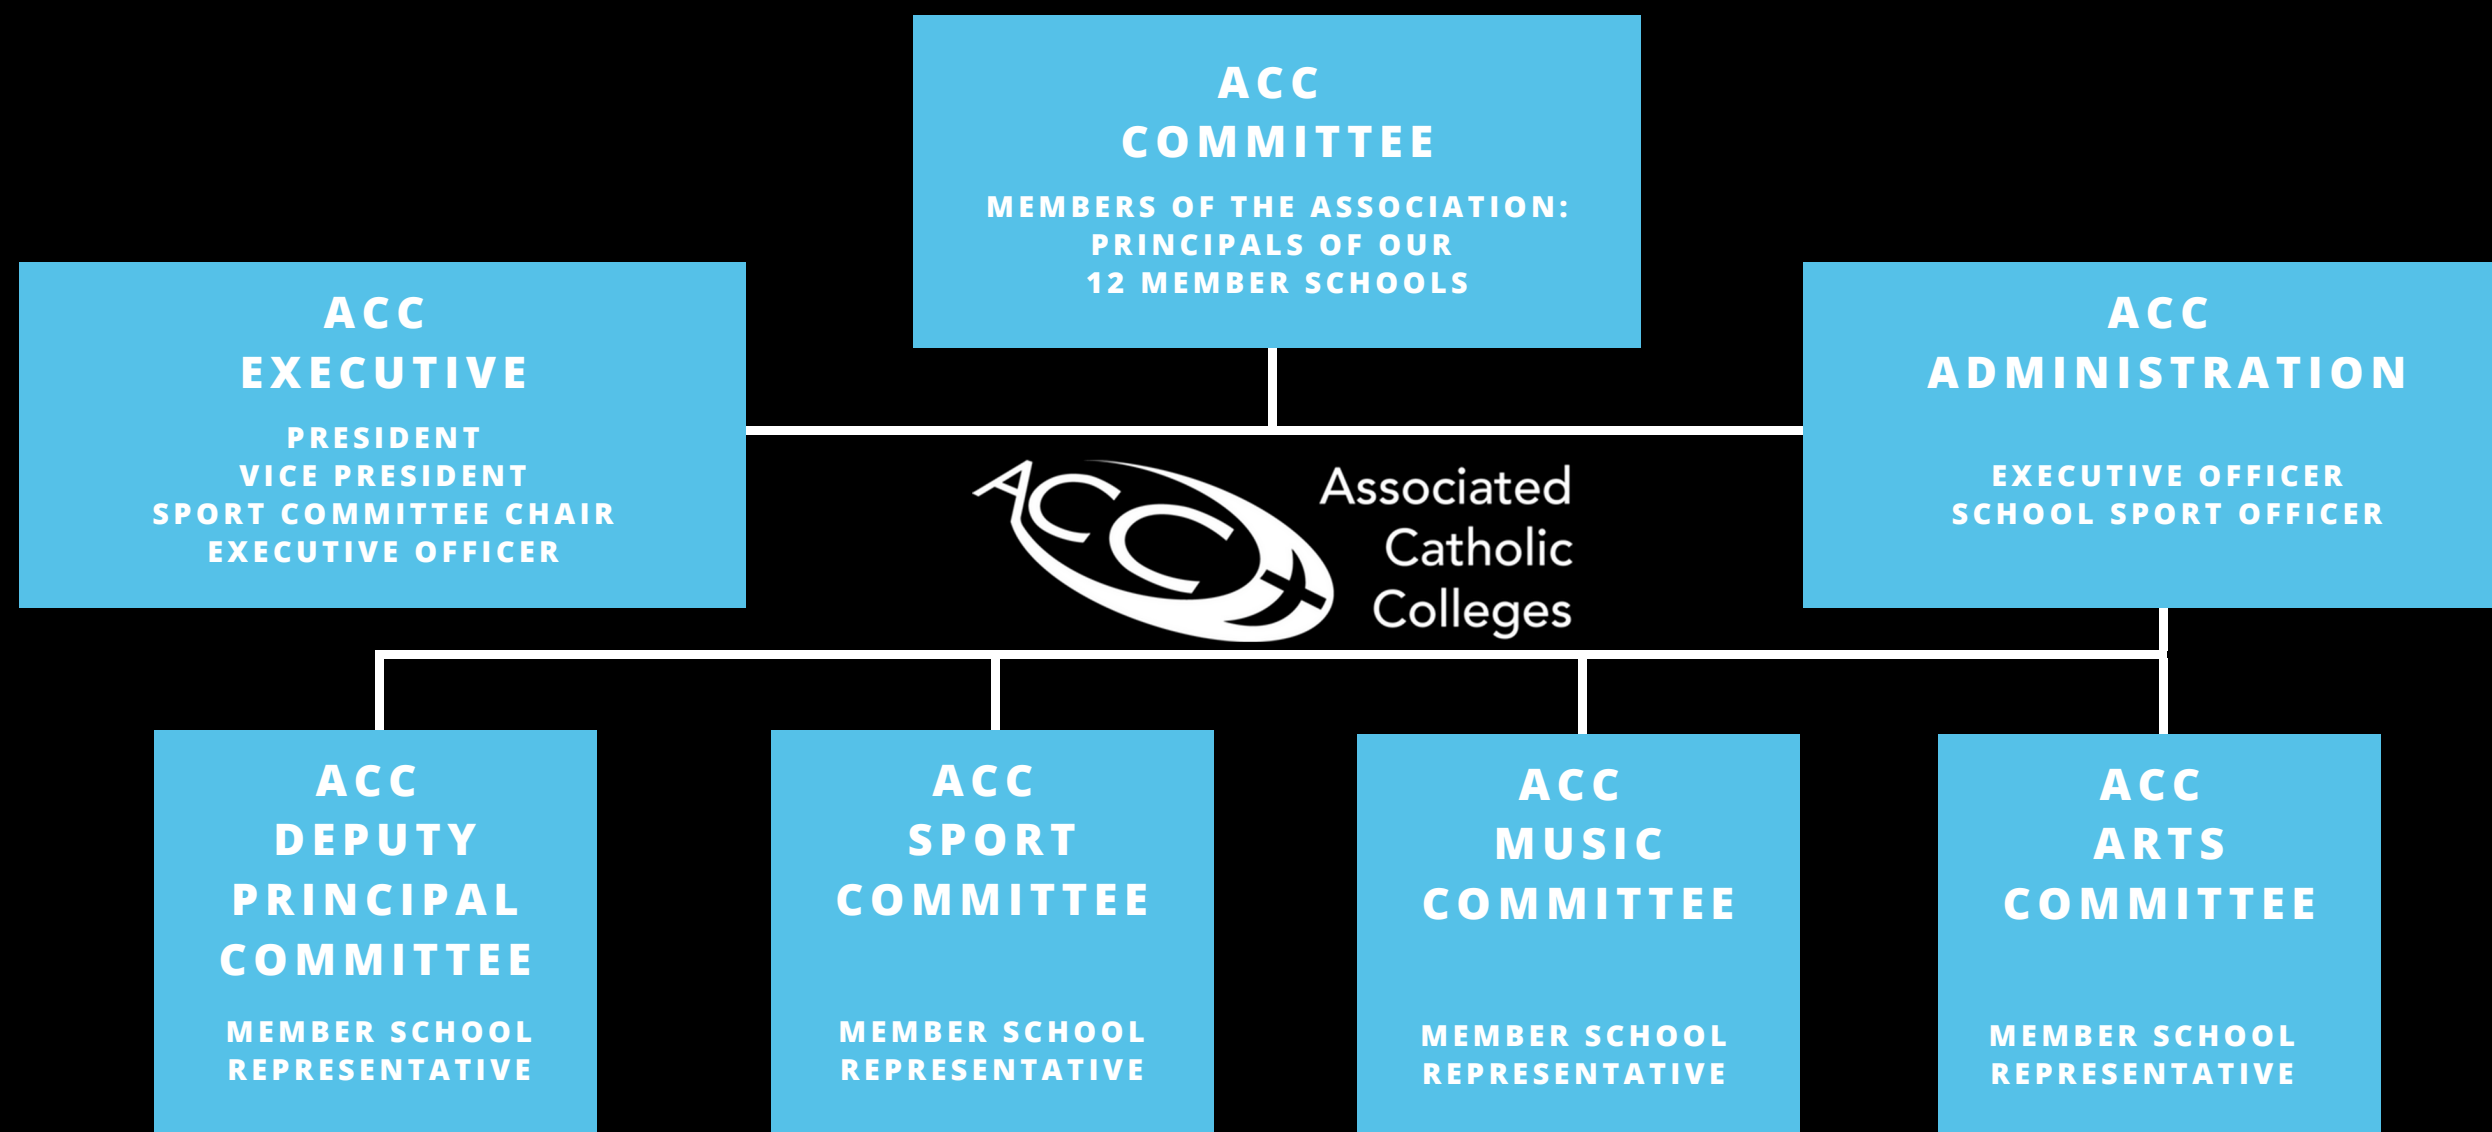 ACC
COMMITTEE
MEMBERS OF THE ASSOCIATION:
PRINCIPALS OF OUR
12 MEMBER SCHOOLS
ACC
EXECUTIVE
PRESIDENT
VICE PRESIDENT
SPORT COMMITTEE CHAIR
EXECUTIVE OFFICER
ACC
ADMINISTRATION
EXECUTIVE OFFICER
SCHOOL SPORT OFFICER
ACC
Associated
Catholic
Colleges
ACC
DEPUTY
PRINCIPAL
COMMITTEE
MEMBER SCHOOL
REPRESENTATIVE
ACC
SPORT
COMMITTEE
MEMBER SCHOOL
REPRESENTATIVE
ACC
MUSIC
COMMITTEE
MEMBER SCHOOL
REPRESENTATIVE
ACC
ARTS
COMMITTEE
MEMBER SCHOOL
REPRESENTATIVE